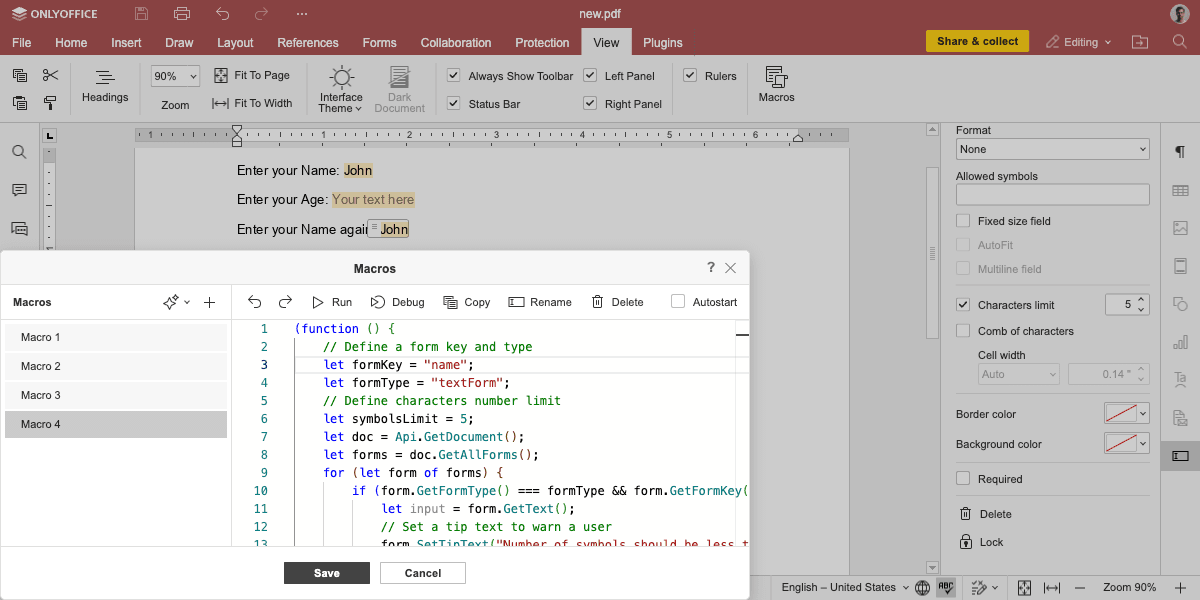 ONLYOFFICE
new.pdf
File Home Insert Draw Layout References Forms Collaboration Protection View Plugins
Share & collect
Editing
Headings
90%
Zoom
Fit To Page
Fit To Width
Interface Theme
Dark Document
Always Show Toolbar
Status Bar
Left Panel
Right Panel
Rulers
Macros
L
1 1 2 3 4 5 6
Enter your Name: John
Enter your Age: Your text here
Enter your Name again John
Format
None
Allowed symbols
Fixed size field
AutoFit
Multiline field
Characters limit 5
Comb of characters
Cell width
Auto 0.14 "
Border color
Background color
Required
Delete
Lock
Macros
?
Macros
Run Debug Copy Rename Delete Autostart
Macro 1
Macro 2
Macro 3
Macro 4
1 (function () {
2 // Define a form key and type
3 let formKey = "name";
4 let formType = "textForm";
5 // Define characters number limit
6 let symbolsLimit = 5;
7 let doc = Api.GetDocument();
8 let forms = doc.GetAllForms();
9 for (let form of forms) {
10 if (form.GetFormType() === formType && form.GetFormKey(
11 let input = form.GetText();
12 // Set a tip text to warn a user
13 form.SetTipText("Number of symbols should be less t
Save
Cancel
English – United States
ABC
Zoom 90%